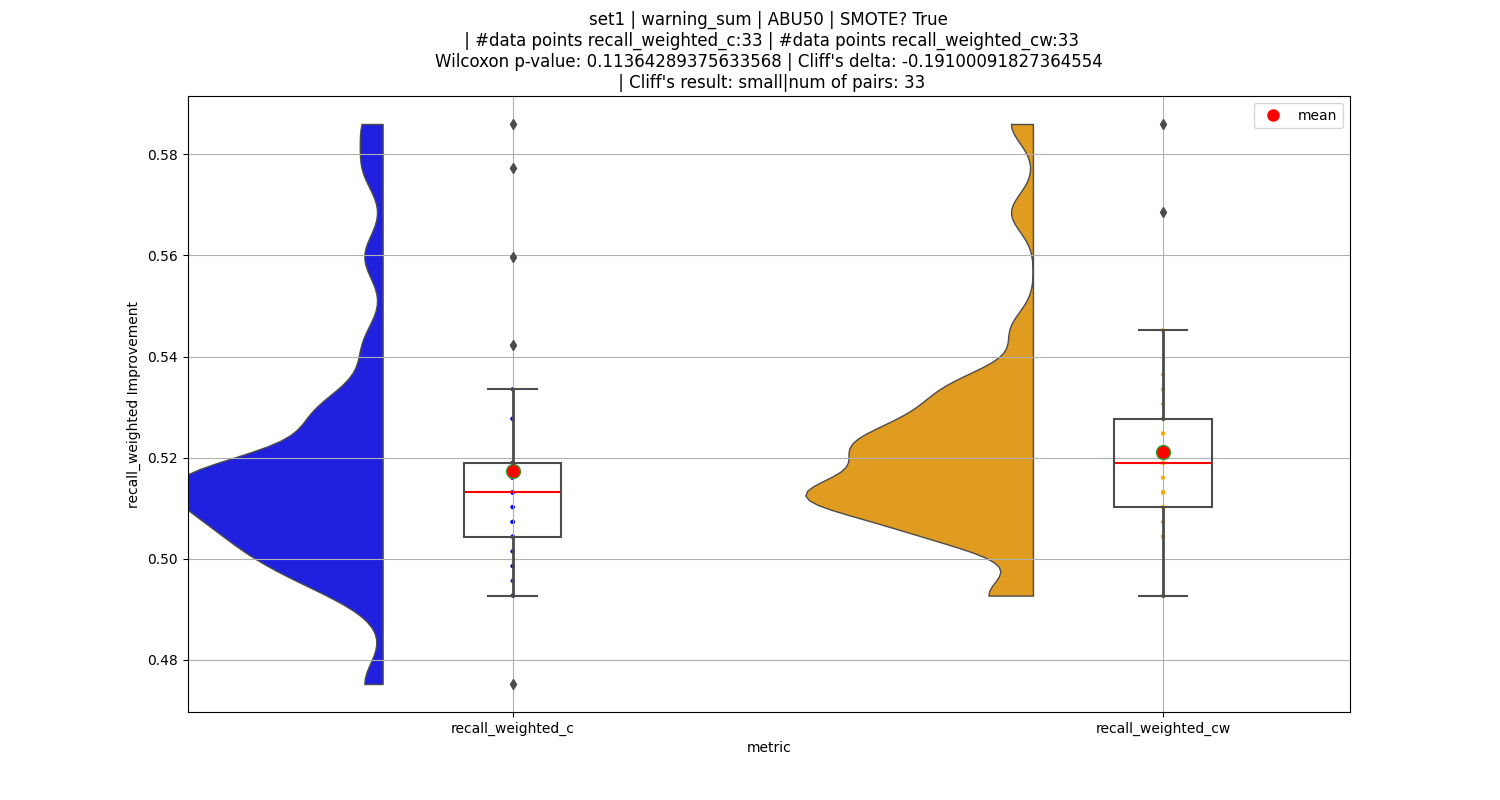 set1 | warning_sum | ABU50 | SMOTE? True
| #data points recall_weighted_c:33 | #data points recall_weighted_cw:33
Wilcoxon p-value: 0.11364289375633568 | Cliff's delta: -0.19100091827364554
| Cliff's result: small|num of pairs: 33
mean
0.58
0.56
0.54
0.52
0.50
0.48
recall_weighted Improvement
recall_weighted_c
recall_weighted_cw
metric